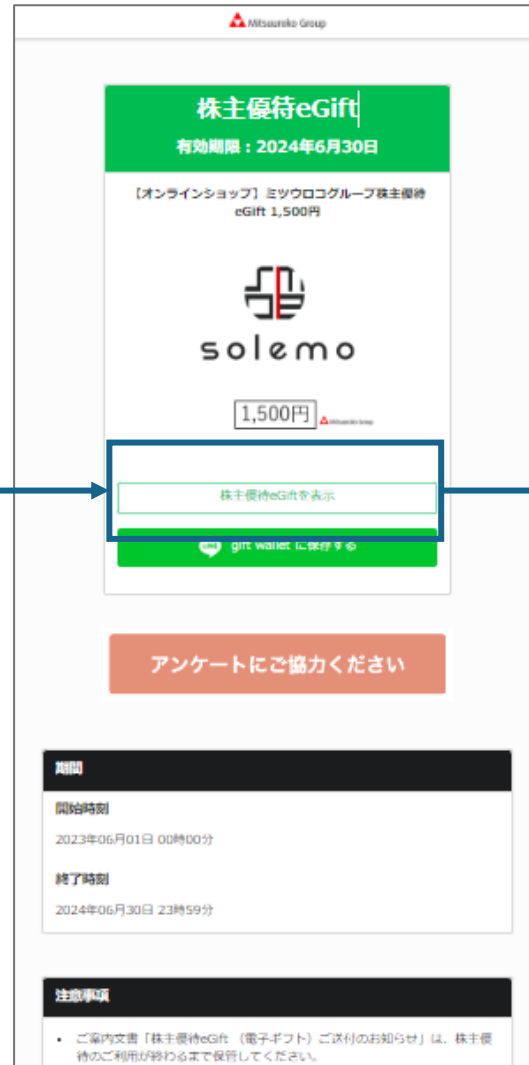 Mitsuuroko Group
株主優待eGift
有効期限：2024年6月30日
［オンラインショップ］ミツウロコグループ株主優待
eGift 1,500円
solemo
1,500円 Mitsuuroko Group
株主優待eGiftを表示
LINE gift wallet に保存する
アンケートにご協力ください
期間
開始時刻
2023年06月01日 00時00分
終了時刻
2024年06月30日 23時59分
注意事項
• ご案内文書「株主優待eGift （電子ギフト）ご送付のお知らせ」は、株主優
待のご利用が終わるまで保管してください。